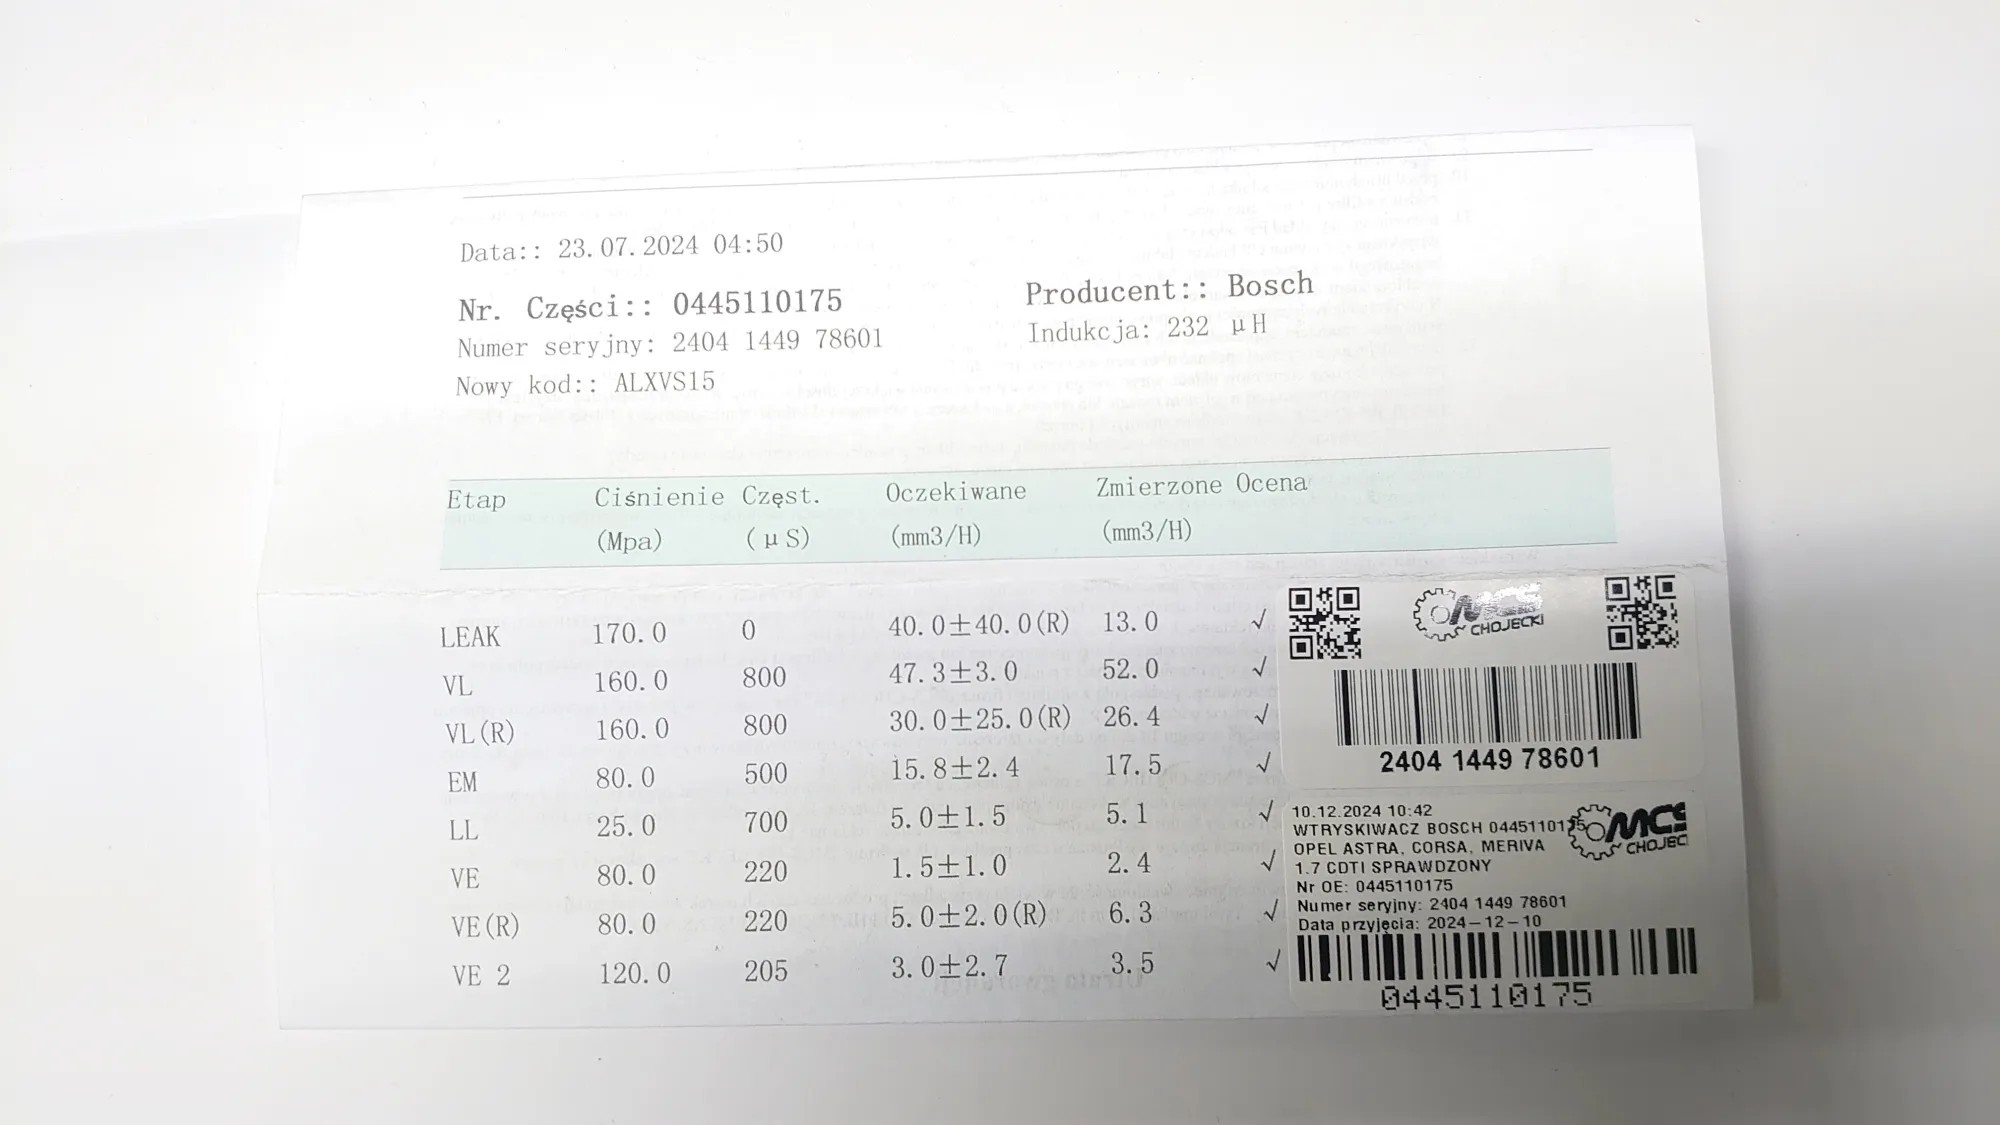 Data:: 23.07.2024 04:50
Nr. Części:: 0445110175
Producent:: Bosch
Numer seryjny: 2404 1449 78601
Indukcja: 232 μH
Nowy kod:: ALXVS15
Etap Ciśnienie Częst. Oczekiwane Zmierzone Ocena
(Mpa) (μS) (mm3/H) (mm3/H)
LEAK 170.0 0 40.0±40.0(R) 13.0 √
VL 160.0 800 47.3±3.0 52.0 √
VL(R) 160.0 800 30.0±25.0(R) 26.4 √
EM 80.0 500 15.8±2.4 17.5 √
LL 25.0 700 5.0±1.5 5.1 √
VE 80.0 220 1.5±1.0 2.4 √
VE(R) 80.0 220 5.0±2.0(R) 6.3 √
VE 2 120.0 205 3.0±2.7 3.5 √
MCS
CHOJECKI
2404 1449 78601
10.12.2024 10:42
WTRYSKIWACZ BOSCH 0445110175
OPEL ASTRA, CORSA, MERIVA
1.7 CDTI SPRAWDZONY
Nr OE: 0445110175
Numer seryjny: 2404 1449 78601
Data przyjęcia: 2024-12-10
MCS
CHOJEC
0445110175